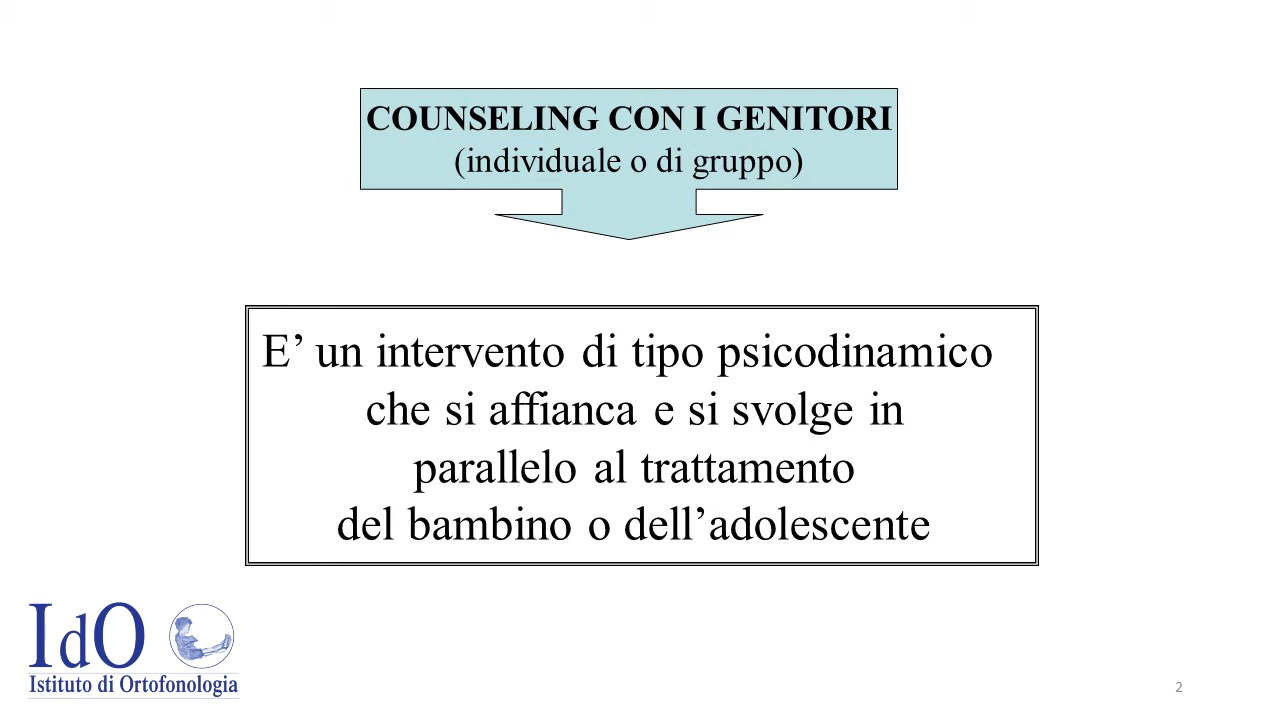 COUNSELING CON I GENITORI
(individuale o di gruppo)
E’ un intervento di tipo psicodinamico
che si affianca e si svolge in
parallelo al trattamento
del bambino o dell’adolescente
IdO
Istituto di Ortofonologia
2